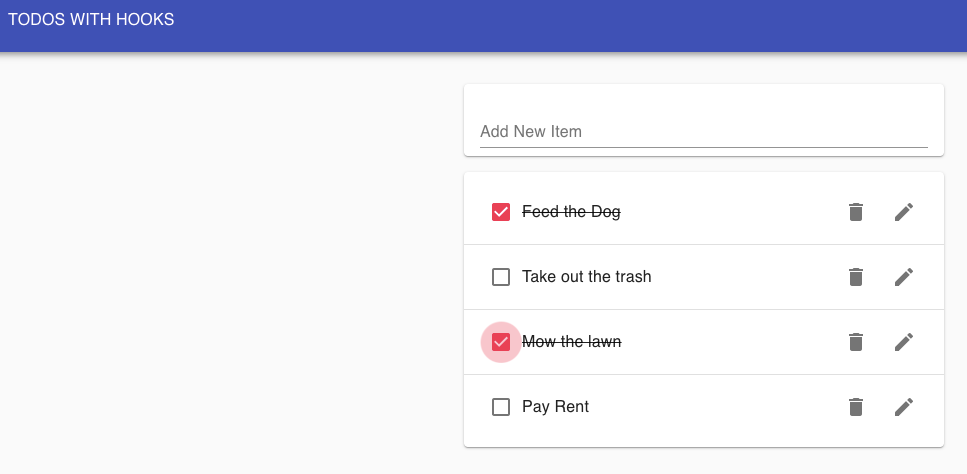 TODOS WITH HOOKS
Add New Item
Feed the Dog
Take out the trash
Mow the lawn
Pay Rent